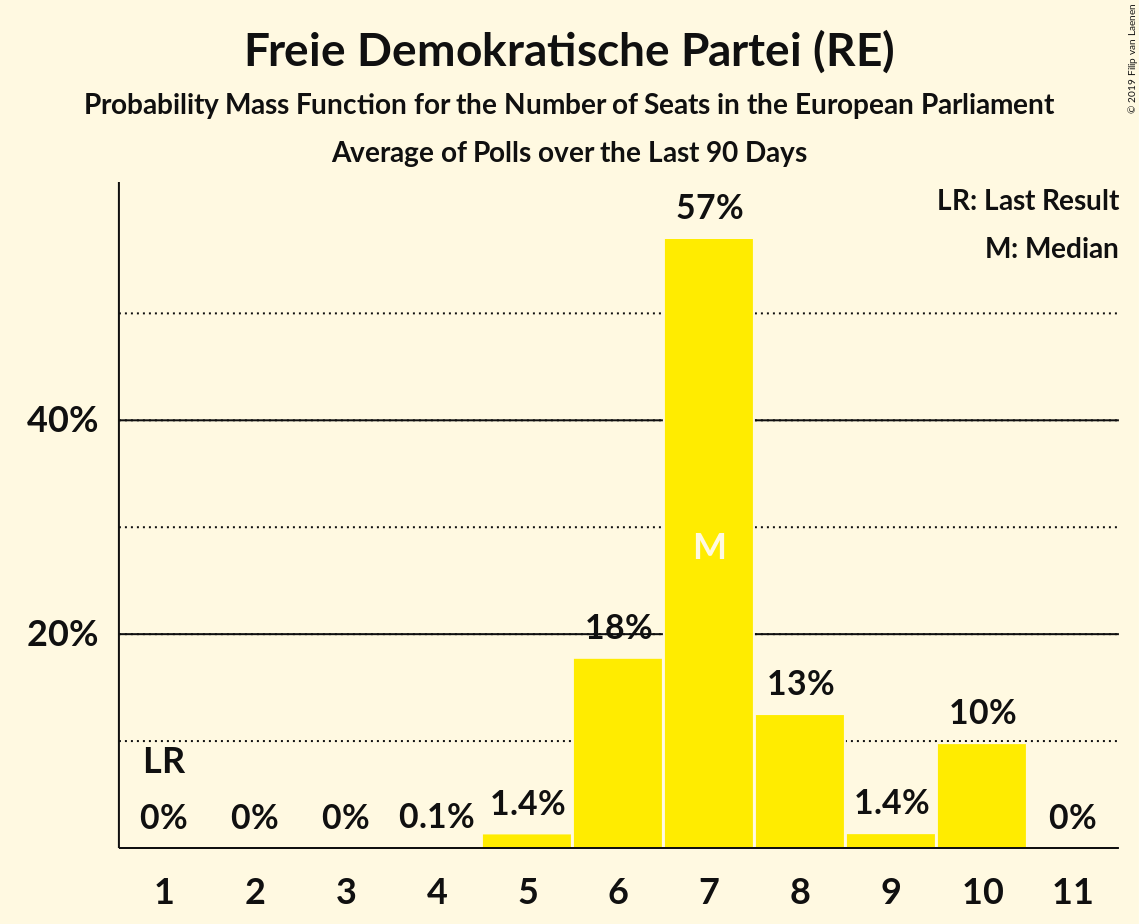 Freie Demokratische Partei (RE)
Probability Mass Function for the Number of Seats in the European Parliament
Average of Polls over the Last 90 Days
© 2019 Filip van Laenen
LR: Last Result
M: Median
57%
40%
M
20%
18%
13%
10%
LR
0%
0%
0%
0.1%
1.4%
1.4%
0%
1 2 3 4 5 6 7 8 9 10 11